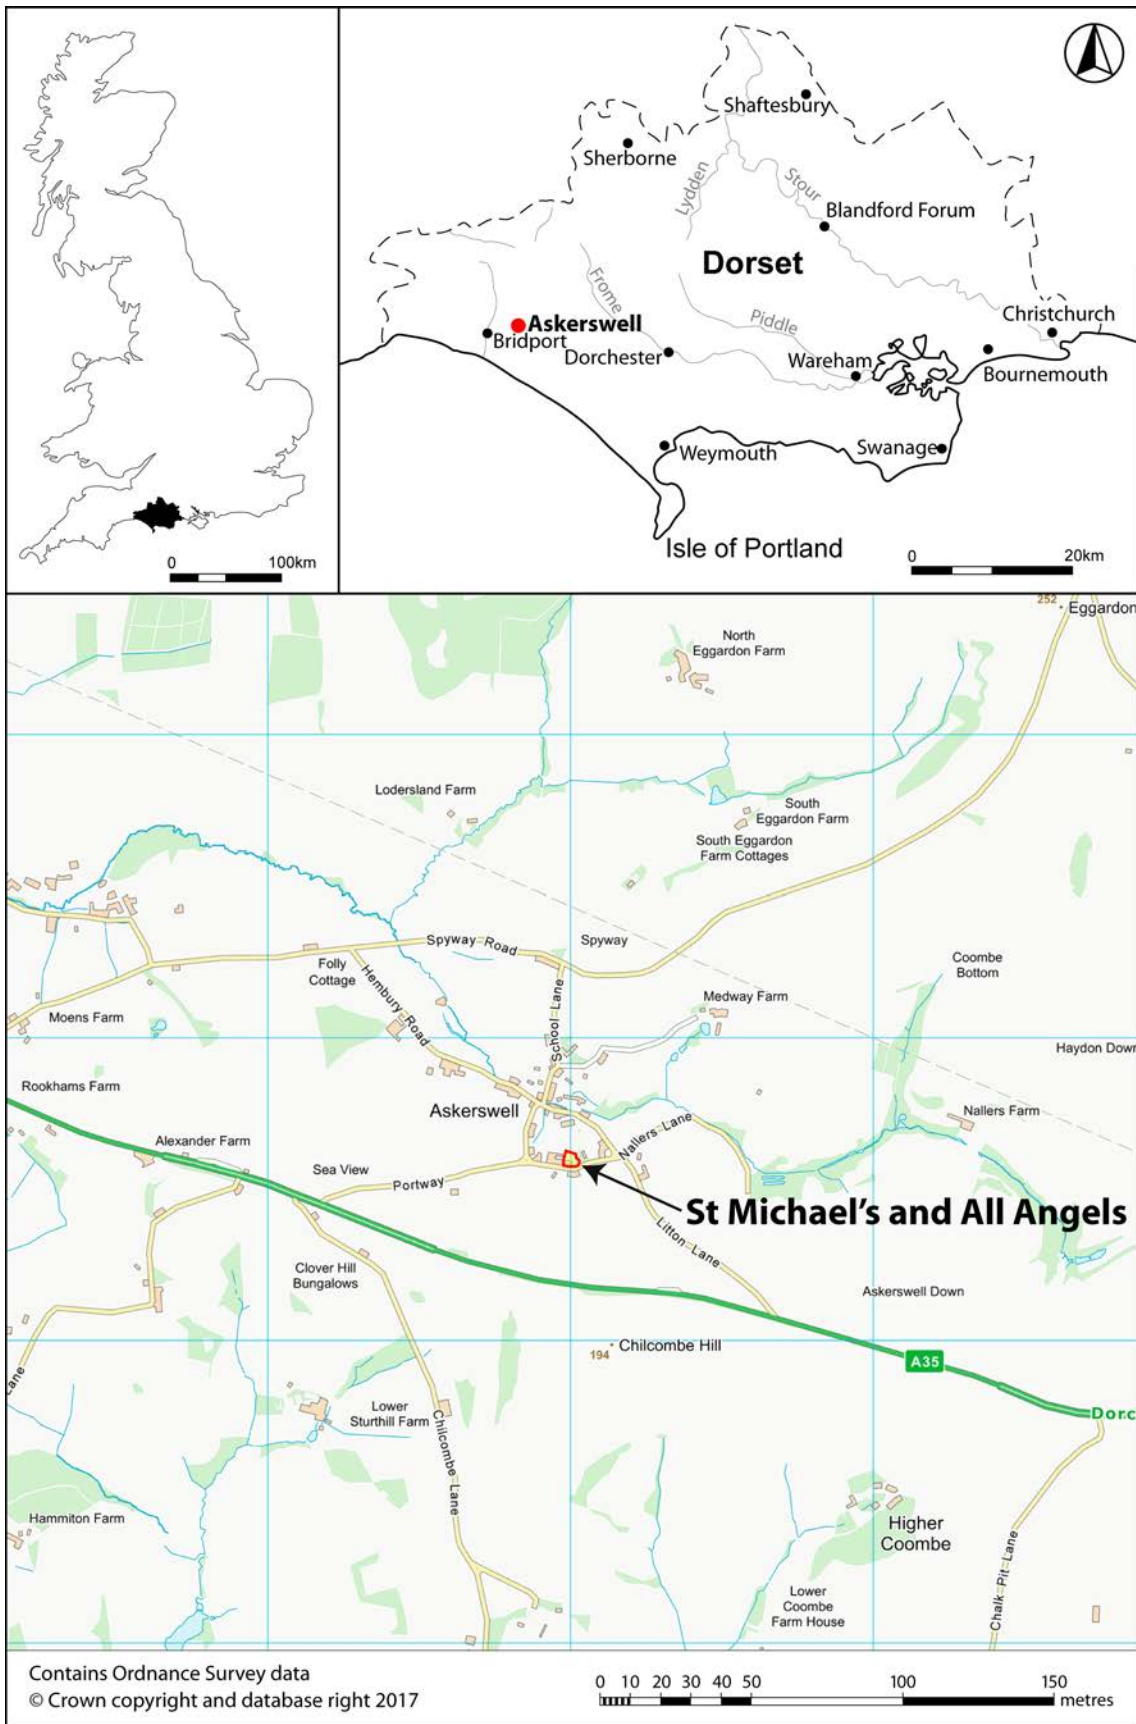 0 100km
Shaftesbury
Sherborne
Lydden
Stour
Blandford Forum
Dorset
Frome
Piddle
Askerswell
Bridport
Dorchester
Christchurch
Wareham
Bournemouth
Weymouth
Swanage
Isle of Portland
0 20km
252
Eggardon
North
Eggardon Farm
Lodersland Farm
South
Eggardon Farm
South Eggardon
Farm Cottages
Spyway Road
Spyway
Folly
Cottage
Hembury Road
School Lane
Coombe
Bottom
Medway Farm
Moens Farm
Haydon Down
Rookhams Farm
Askerswell
Nallers Farm
Nallers Lane
Alexander Farm
Sea View
Portway
St Michael's and All Angels
Litton Lane
Clover Hill
Bungalows
Askerswell Down
194
Chilcombe Hill
A35
Lane
Dorc
Lower
Sturthill Farm
Chilcombe Lane
Hammiton Farm
Higher
Coombe
Chalk Pit Lane
Lower
Coombe
Farm House
Contains Ordnance Survey data
© Crown copyright and database right 2017
0 10 20 30 40 50 100 150
metres